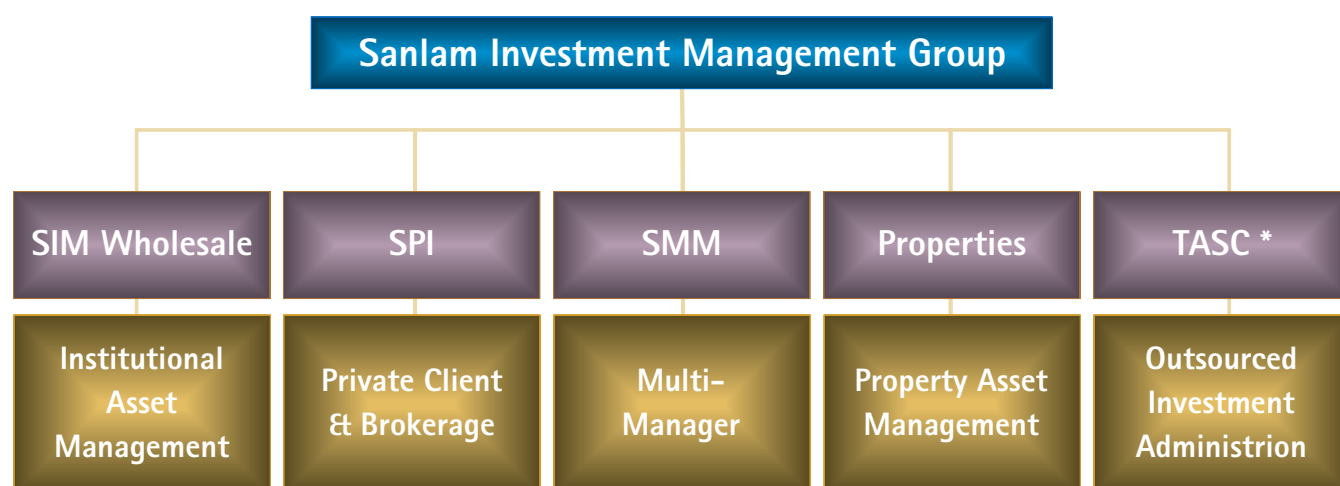 Sanlam Investment Management Group
SIM Wholesale
SPI
SMM
Properties
TASC *
Institutional
Asset
Management
Private Client
& Brokerage
Multi-
Manager
Property Asset
Management
Outsourced
Investment
Administrion